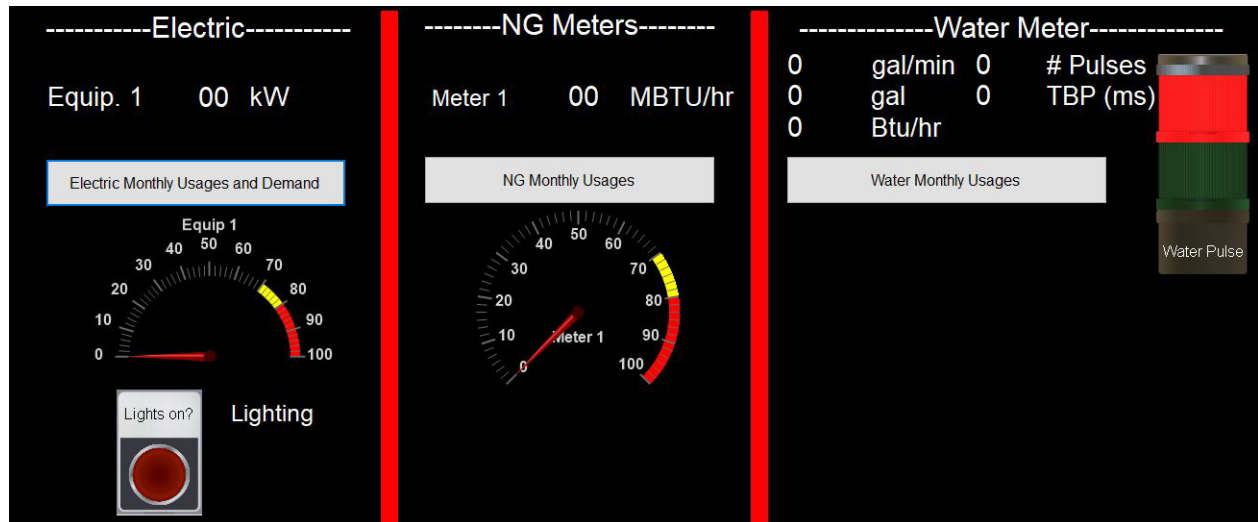 -----------Electric-----------
Equip. 1 00 kW
Electric Monthly Usages and Demand
Equip 1
0 10 20 30 40 50 60 70 80 90 100
Lights on?
Lighting
--------NG Meters--------
Meter 1 00 MBTU/hr
NG Monthly Usages
0 10 20 30 40 50 60 70 80 90 100
Meter 1
--------------Water Meter--------------
0 gal/min 0 # Pulses
0 gal 0 TBP (ms)
0 Btu/hr
Water Monthly Usages
Water Pulse